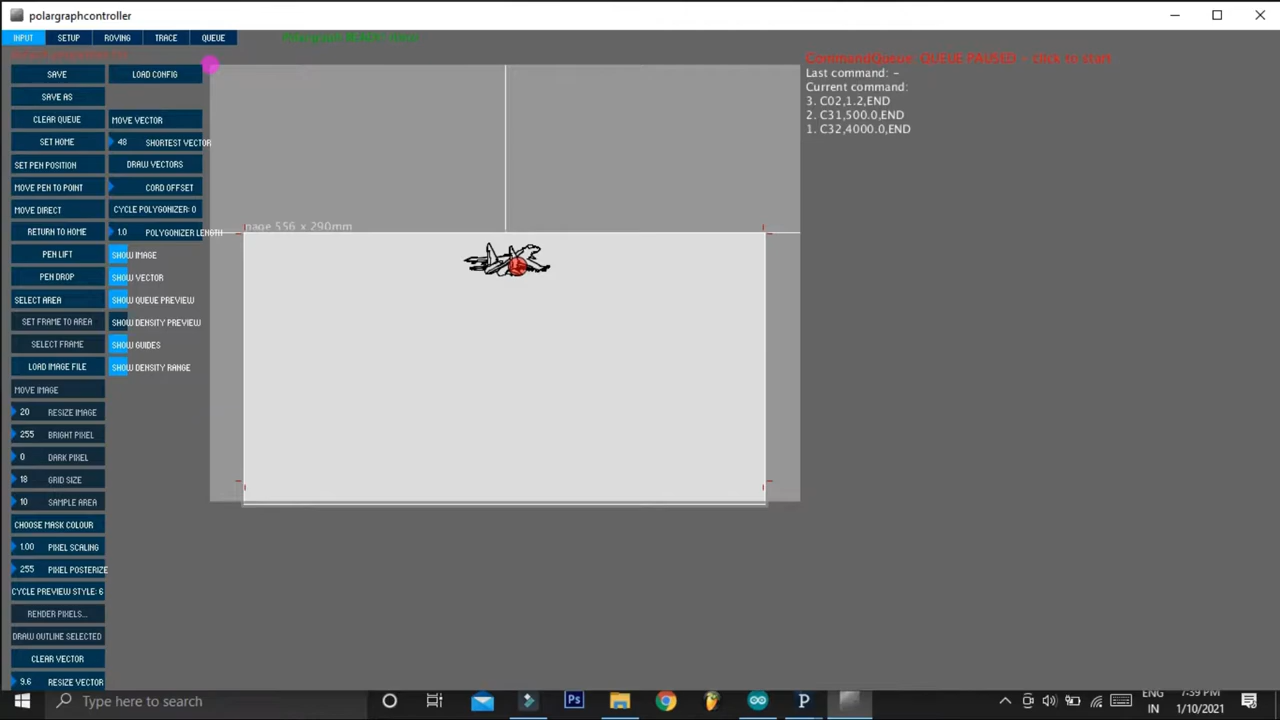 polargraphcontroller
INPUT SETUP ROVING TRACE QUEUE
CommandQueue: QUEUE PAUSED - click to start
Last command: -
Current command:
3. C02,1.2,END
2. C31,500.0,END
1. C32,4000.0,END
SAVE LOAD CONFIG
SAVE AS
CLEAR QUEUE MOVE VECTOR
SET HOME 48 SHORTEST VECTOR
SET PEN POSITION DRAW VECTORS
MOVE PEN TO POINT CORD OFFSET
MOVE DIRECT CYCLE POLYGONIZER: 0
RETURN TO HOME 1.0 POLYGONIZER LENGTH
PEN LIFT SHOW IMAGE
PEN DROP SHOW VECTOR
SELECT AREA SHOW QUEUE PREVIEW
SET FRAME TO AREA SHOW DENSITY PREVIEW
SELECT FRAME SHOW GUIDES
LOAD IMAGE FILE SHOW DENSITY RANGE
MOVE IMAGE
20 RESIZE IMAGE
255 BRIGHT PIXEL
0 DARK PIXEL
18 GRID SIZE
10 SAMPLE AREA
CHOOSE MASK COLOUR
1.00 PIXEL SCALING
255 PIXEL POSTERIZE
CYCLE PREVIEW STYLE: 6
RENDER PIXELS...
DRAW OUTLINE SELECTED
CLEAR VECTOR
9.6 RESIZE VECTOR
page 556 x 290mm
Type here to search
Ps
P
ENG
IN
7:39 PM
1/10/2021